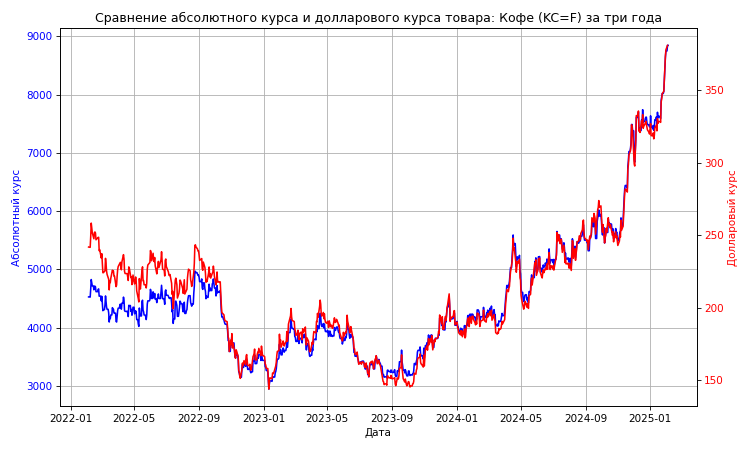 Сравнение абсолютного курса и долларового курса товара: Кофе (KC=F) за три года
9000
8000
7000
6000
5000
4000
3000
Абсолютный курс
350
300
250
200
150
Долларовый курс
2022-01 2022-05 2022-09 2023-01 2023-05 2023-09 2024-01 2024-05 2024-09 2025-01
Дата